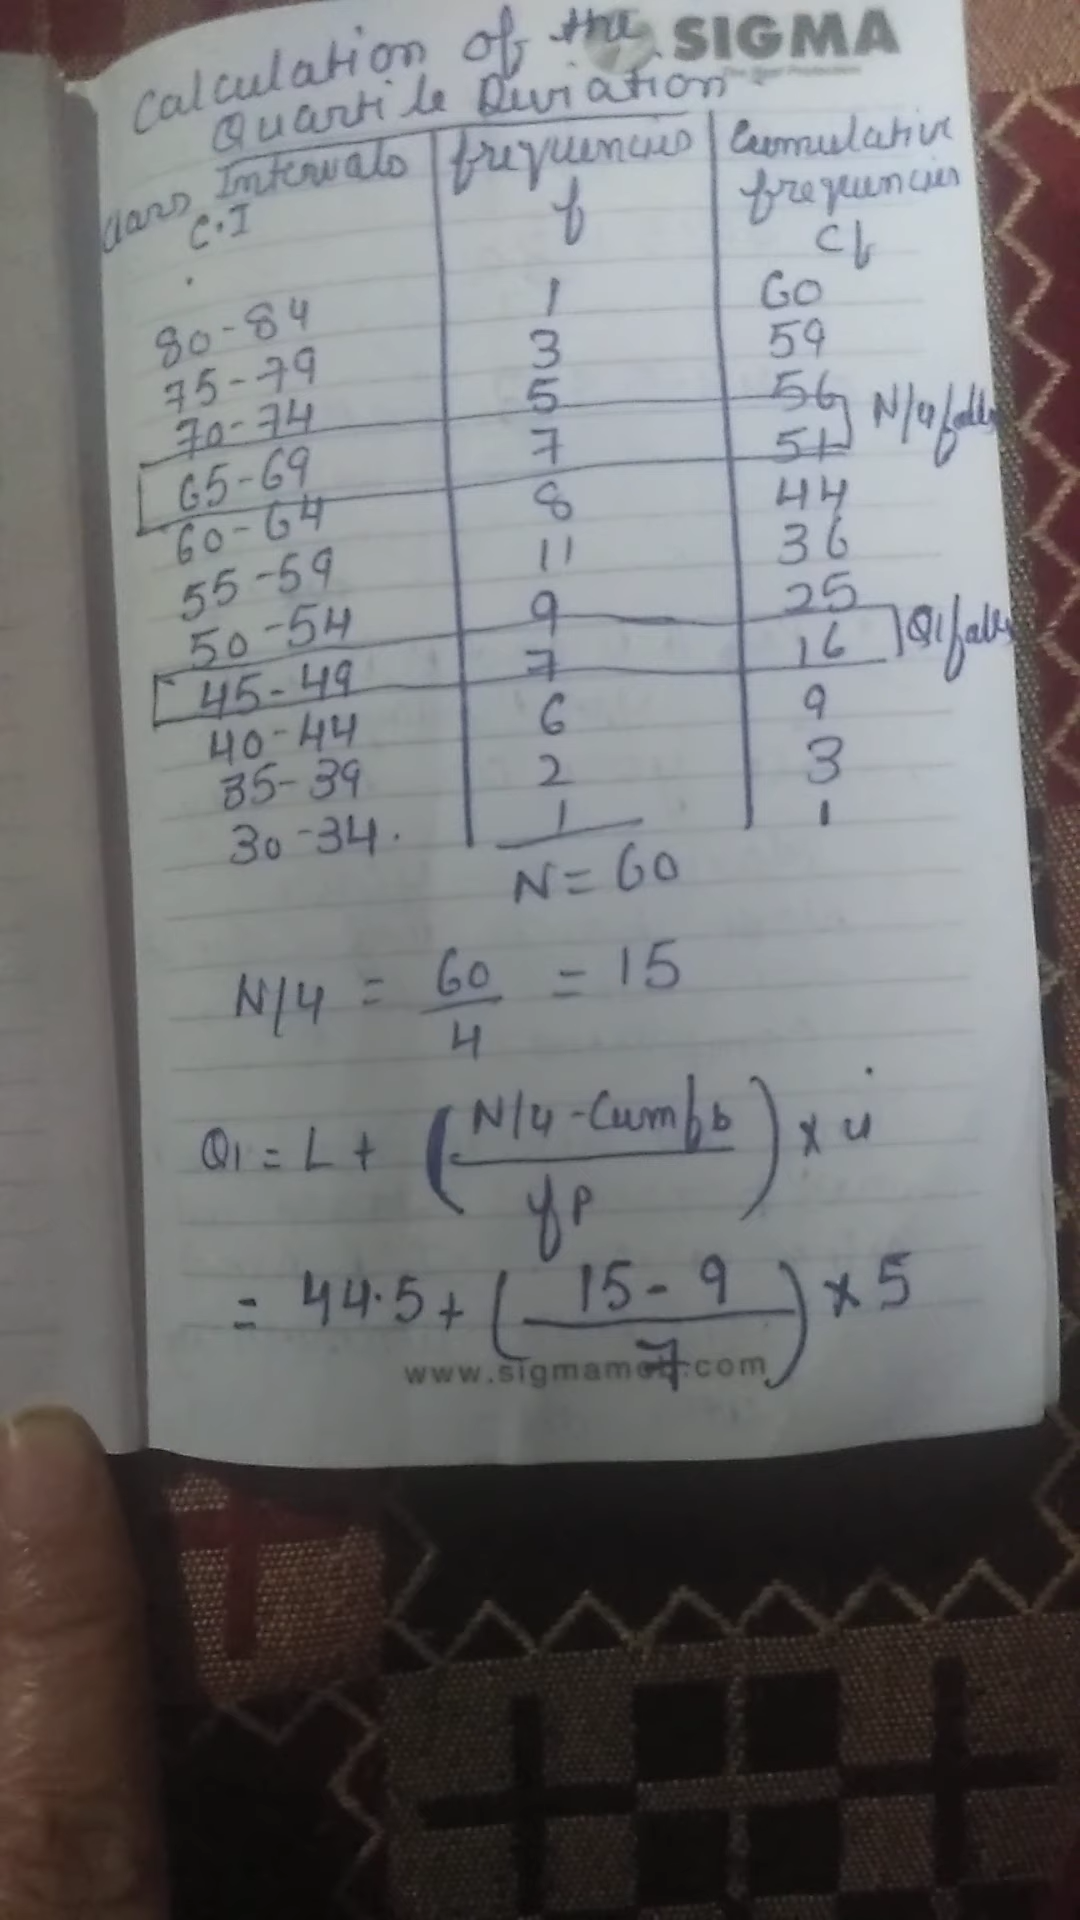 SIGMA
Calculation of the
Quartile Deviation
Class Intervals frequencies Cumulative
C.I f frequencies
Cf
80-84 1 60
75-79 3 59
70-74 5 56
65-69 7 51 N/4 falls
60-64 8 44
55-59 11 36
50-54 9 25
45-49 7 16 Q1 falls
40-44 6 9
35-39 2 3
30-34. 1 1
N = 60
N/4 = 60/4 = 15
Q1 = L + (N/4 - Cum fb / fp) × i
= 44.5 + (15 - 9 / 7) × 5
www.sigmam .com